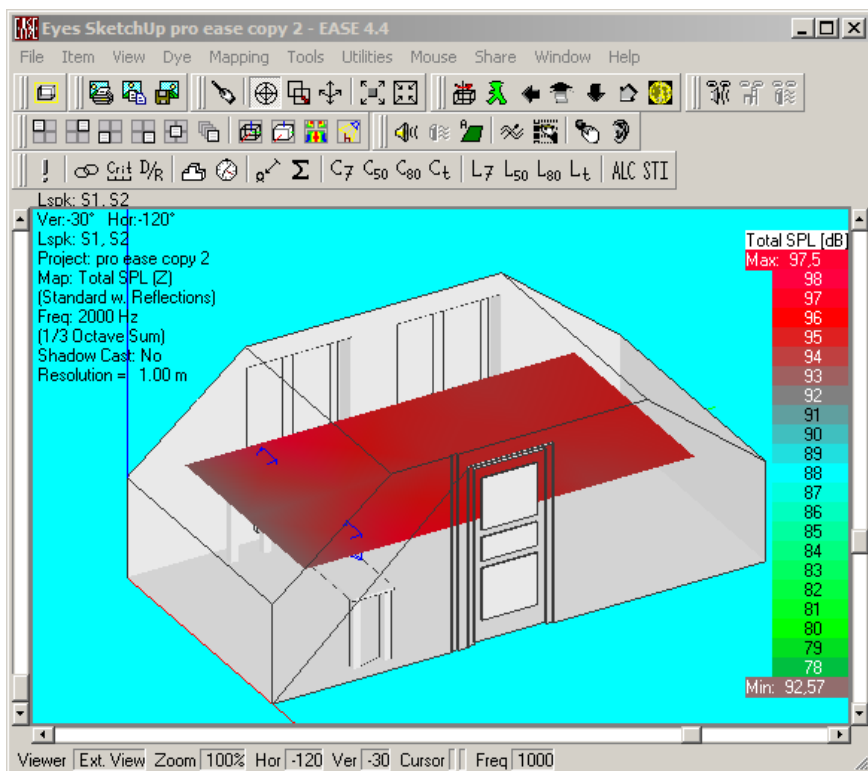 Eyes SketchUp pro ease copy 2 - EASE 4.4
File Item View Dye Mapping Tools Utilities Mouse Share Window Help
! Crit D/R Σ C7 C50 C80 Ct L7 L50 L80 Lt ALC STI
Lspk: S1, S2
Ver:-30° Hor:-120°
Lspk: S1, S2
Project: pro ease copy 2
Map: Total SPL (Z)
(Standard w. Reflections)
Freq: 2000 Hz
(1/3 Octave Sum)
Shadow Cast: No
Resolution = 1.00 m
Total SPL [dB]
Max: 97,5
98
97
96
95
94
93
92
91
90
89
88
87
86
85
84
83
82
81
80
79
78
Min: 92,57
Viewer Ext. View Zoom 100% Hor -120 Ver -30 Cursor Freq 1000